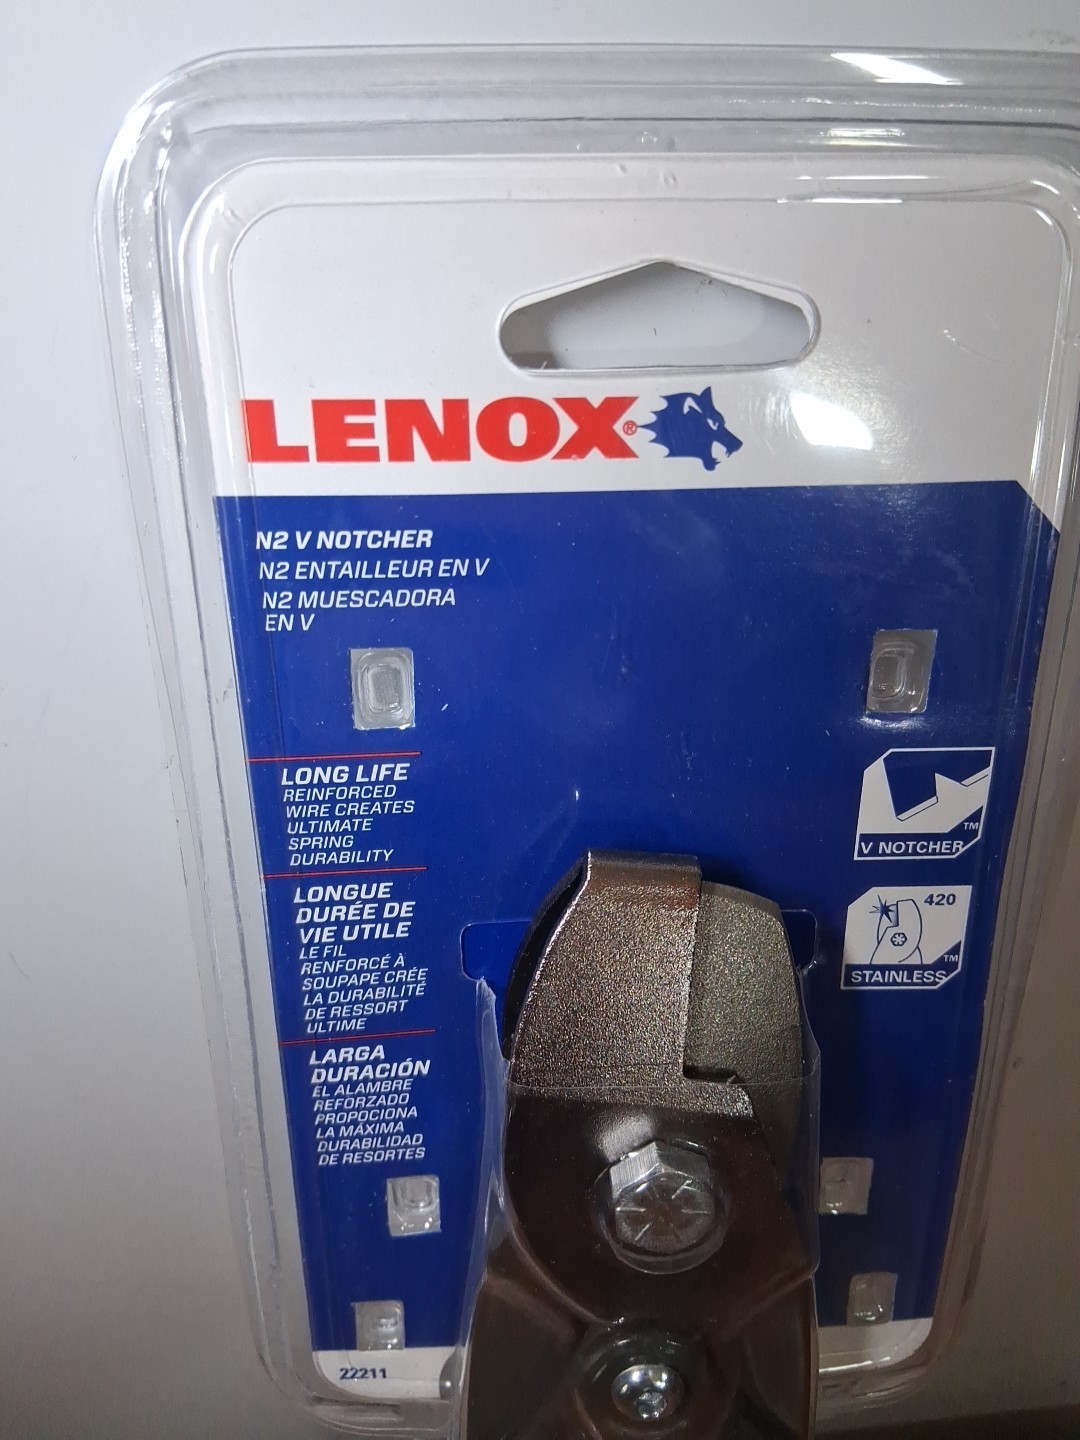 LENOX®
N2 V NOTCHER
N2 ENTAILLEUR EN V
N2 MUESCADORA
EN V
LONG LIFE
REINFORCED
WIRE CREATES
ULTIMATE
SPRING
DURABILITY
LONGUE
DURÉE DE
VIE UTILE
LE FIL
RENFORCÉ À
SOUPAPE CRÉE
LA DURABILITÉ
DE RESSORT
ULTIME
LARGA
DURACIÓN
EL ALAMBRE
REFORZADO
PROPOCIONA
LA MÁXIMA
DURABILIDAD
DE RESORTES
TM
V NOTCHER
420
TM
STAINLESS
22211